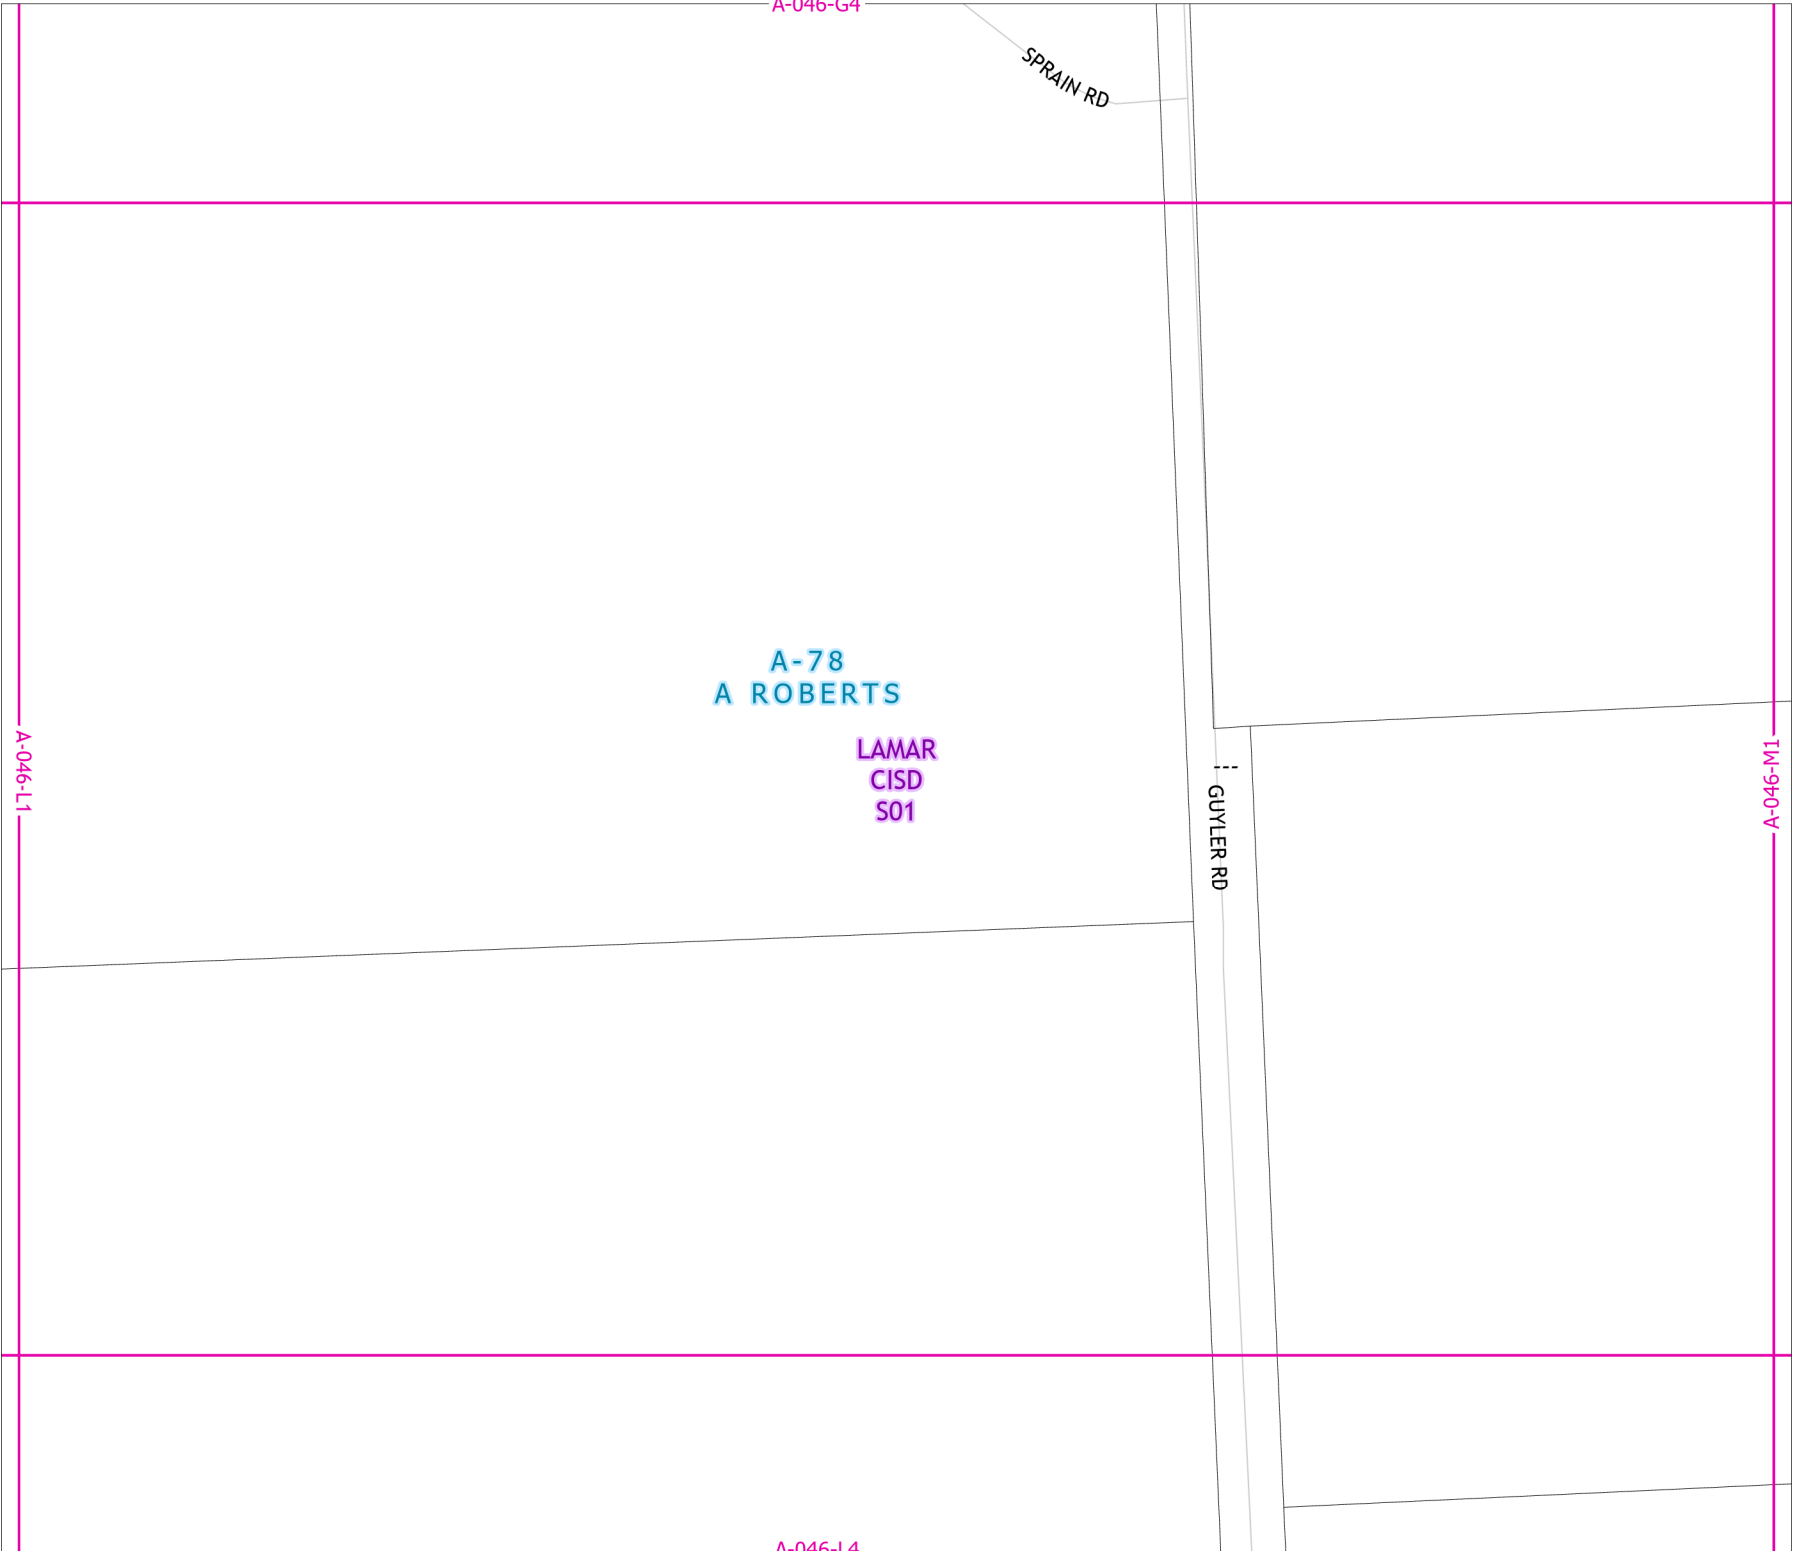 A-046-G4
SPRAIN RD
A-78
A ROBERTS
LAMAR
CISD
S01
A-046-L1
A-046-M1
---
GUYLER RD
A-046-L4